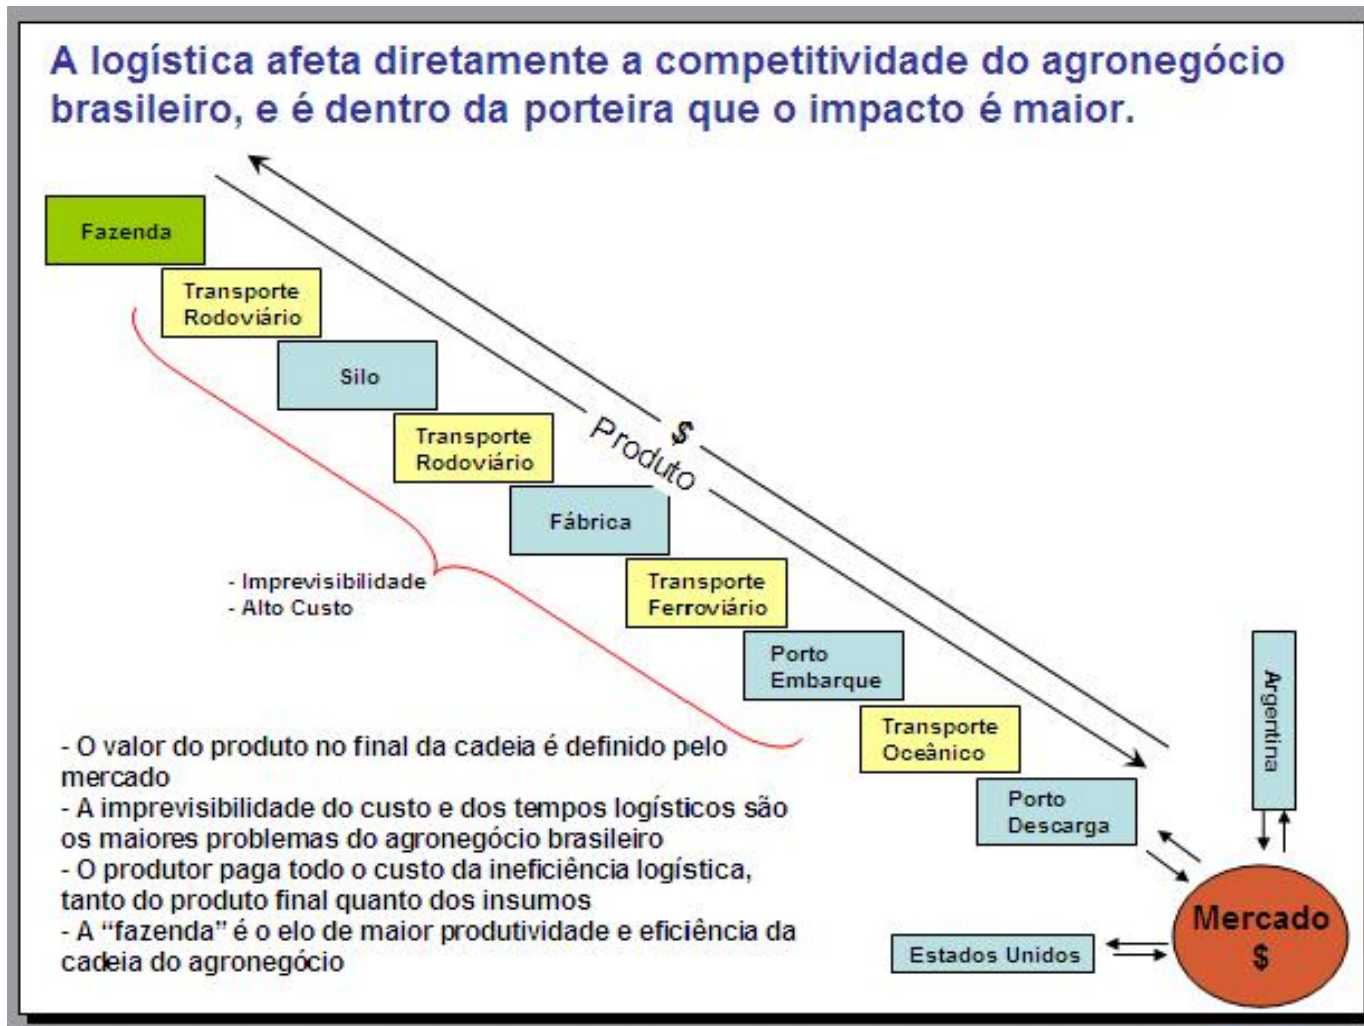 A logística afeta diretamente a competitividade do agronegócio
brasileiro, e é dentro da porteira que o impacto é maior.
Fazenda
Transporte
Rodoviário
Silo
Transporte
Rodoviário
$
Produto
Fábrica
Transporte
Ferroviário
- Imprevisibilidade
- Alto Custo
Porto
Embarque
Transporte
Oceânico
Porto
Descarga
Argentina
Mercado
$
Estados Unidos
- O valor do produto no final da cadeia é definido pelo
mercado
- A imprevisibilidade do custo e dos tempos logísticos são
os maiores problemas do agronegócio brasileiro
- O produtor paga todo o custo da ineficiência logística,
tanto do produto final quanto dos insumos
- A “fazenda” é o elo de maior produtividade e eficiência da
cadeia do agronegócio